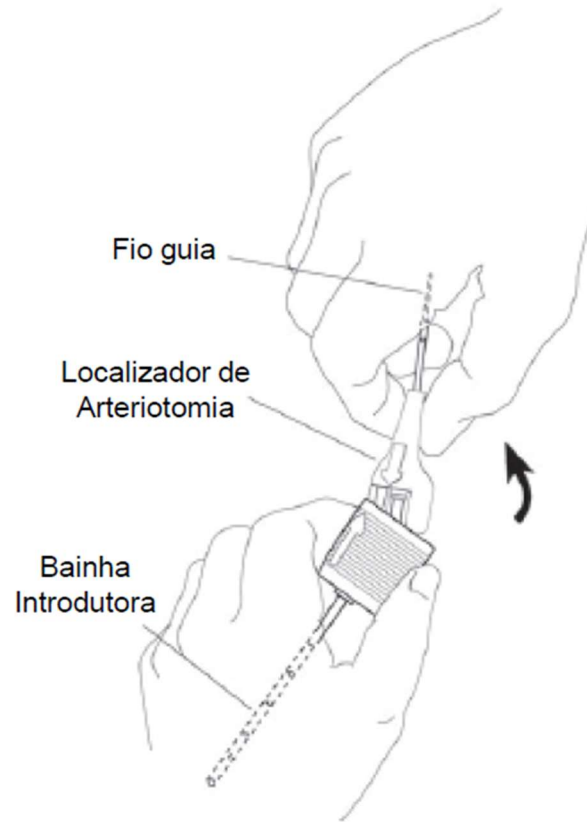 Fio guia
Localizador de
Arteriotomia
Bainha
Introdutora